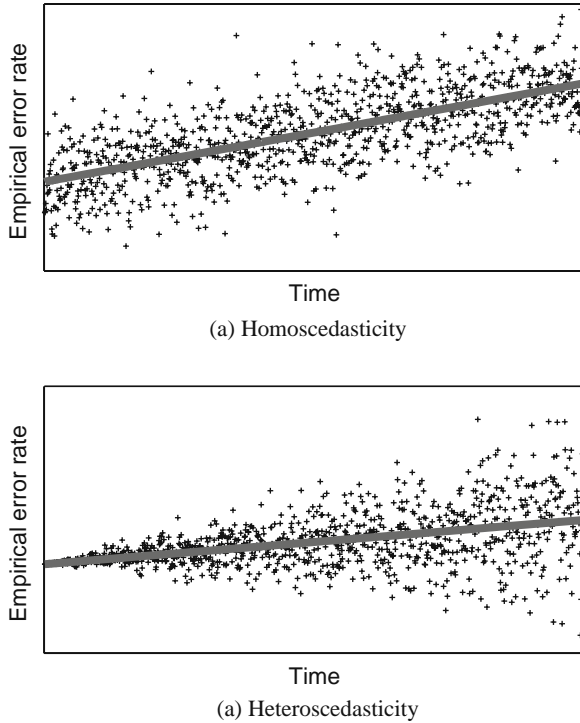 Empirical error rate
Time
(a) Homoscedasticity
Empirical error rate
Time
(a) Heteroscedasticity